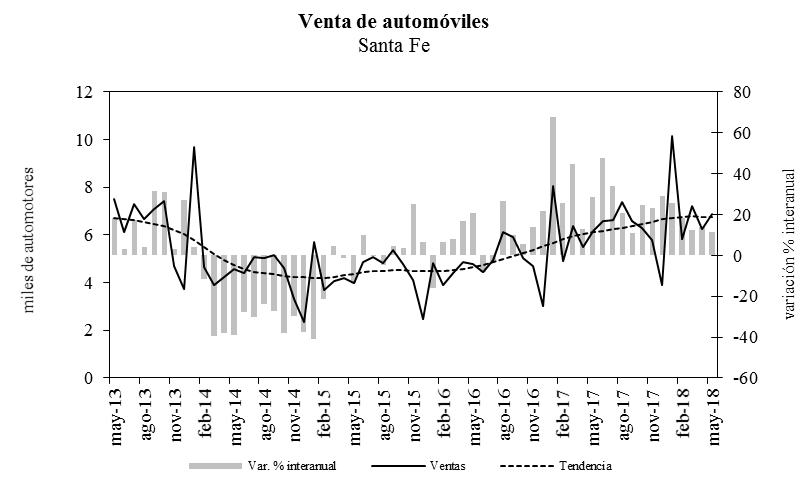 Venta de automóviles
Santa Fe
miles de automotores
12
10
8
6
4
2
0
variación % interanual
80
60
40
20
0
-20
-40
-60
may-13
ago-13
nov-13
feb-14
may-14
ago-14
nov-14
feb-15
may-15
ago-15
nov-15
feb-16
may-16
ago-16
nov-16
feb-17
may-17
ago-17
nov-17
feb-18
may-18
Var. % interanual
Ventas
Tendencia